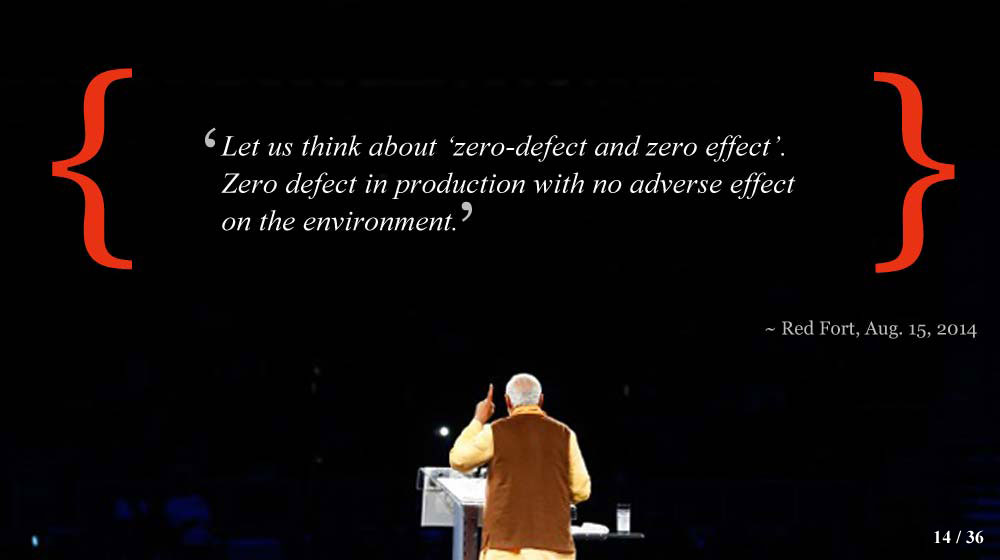 ‘Let us think about ‘zero-defect and zero effect’.
Zero defect in production with no adverse effect
on the environment.’
~ Red Fort, Aug. 15, 2014
14 / 36